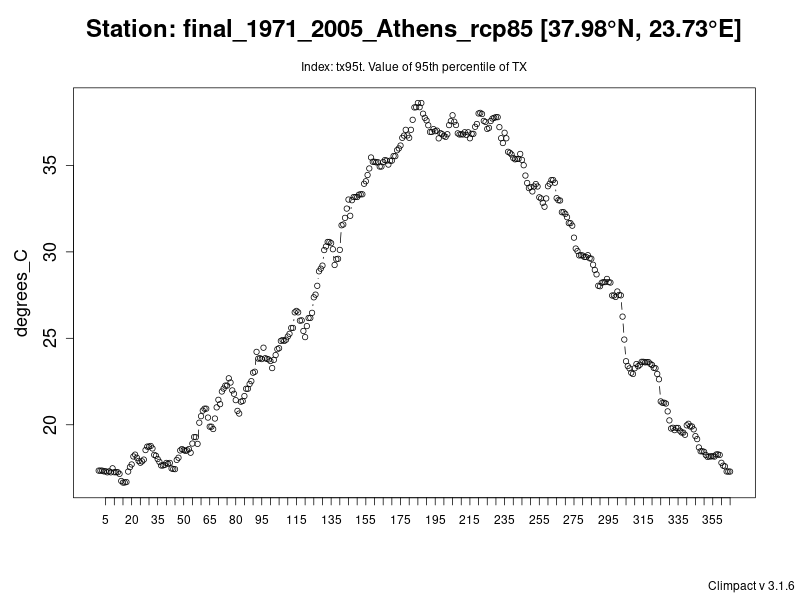 Station: final_1971_2005_Athens_rcp85 [37.98°N, 23.73°E]
Index: tx95t. Value of 95th percentile of TX
degrees_C
35
30
25
20
5 20 35 50 65 80 95 115 135 155 175 195 215 235 255 275 295 315 335 355
Climpact v 3.1.6